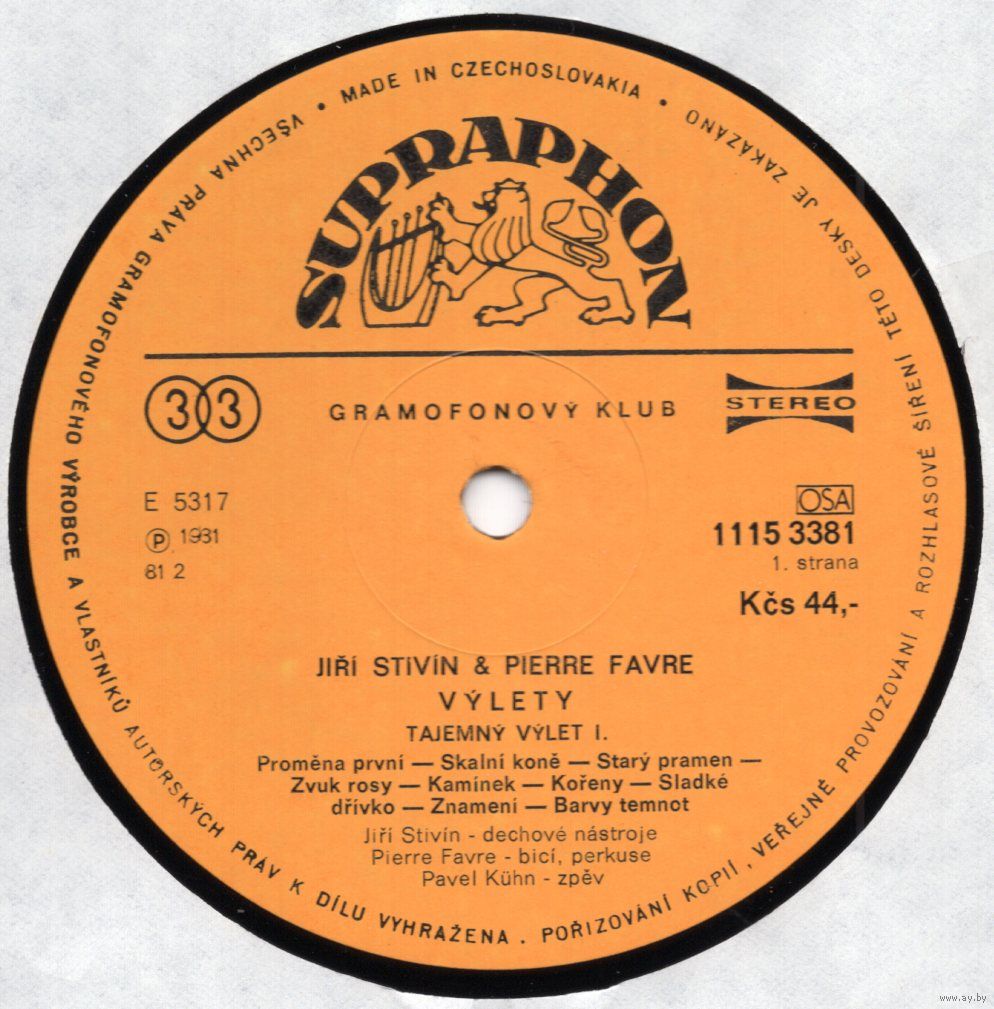 VŠECHNA PRÁVA GRAMOFONOVÉHO VÝROBCE A VLASTNÍKŮ AUTORSKÝCH PRÁV K DÍLU VYHRAŽENA . POŘIZOVÁNÍ KOPIÍ , VEŘEJNÉ PROVOZOVÁNÍ A ROZHLASOVÉ ŠÍŘENÍ TÉTO DESKY JE ZAKÁZÁNO
• MADE IN CZECHOSLOVAKIA •
SUPRAPHON
33
GRAMOFONOVÝ KLUB
STEREO
E 5317
Ⓟ 1981
81 2
OSA
1115 3381
1. strana
Kčs 44,-
JIŘÍ STIVÍN & PIERRE FAVRE
VÝLETY
TAJEMNÝ VÝLET I.
Proměna první — Skalní koně — Starý pramen —
Zvuk rosy — Kamínek — Kořeny — Sladké
dřívko — Znamení — Barvy temnot
Jiří Stivín - dechové nástroje
Pierre Favre - bicí, perkuse
Pavel Kühn - zpěv
www.ay.by